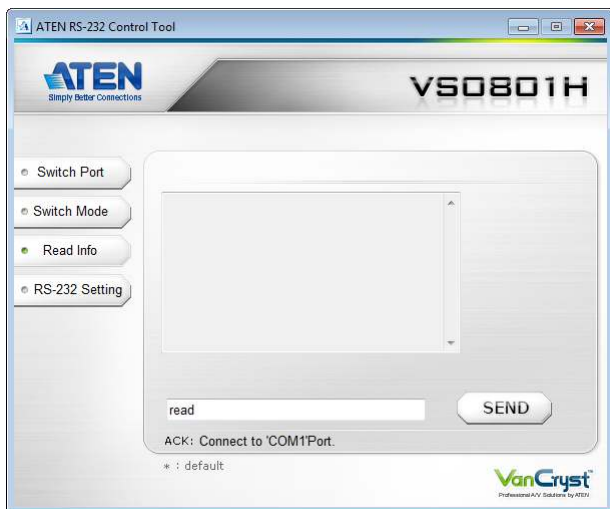 ATEN RS-232 Control Tool
ATEN
Simply Better Connections
VS0801H
Switch Port
Switch Mode
Read Info
RS-232 Setting
read
SEND
ACK: Connect to 'COM1'Port.
* : default
VanCryst™
Professional A/V Solutions by ATEN